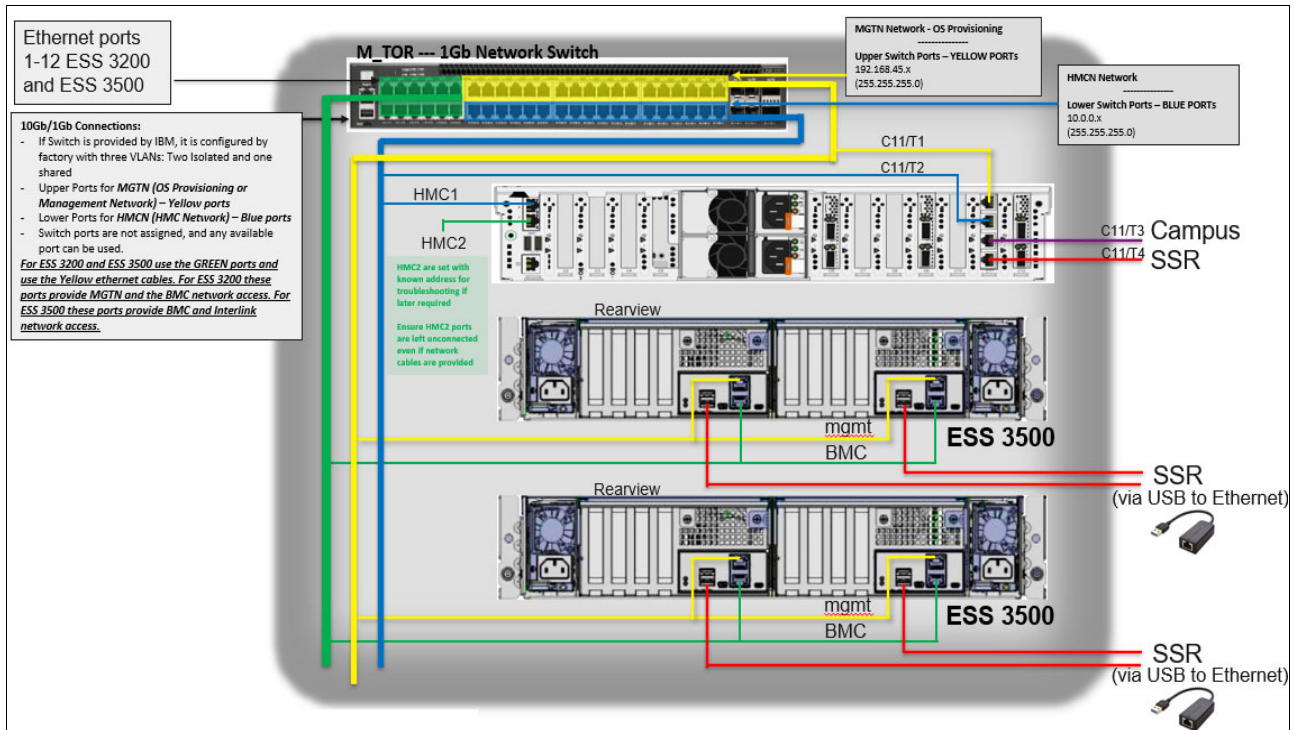 Ethernet ports
1-12 ESS 3200
and ESS 3500
M_TOR --- 1Gb Network Switch
MGTN Network - OS Provisioning
---------------
Upper Switch Ports – YELLOW PORTs
192.168.45.x
(255.255.255.0)
HMCN Network
---------------
Lower Switch Ports – BLUE PORTs
10.0.0.x
(255.255.255.0)
10Gb/1Gb Connections:
- If Switch is provided by IBM, it is configured by
factory with three VLANs: Two Isolated and one
shared
- Upper Ports for MGTN (OS Provisioning or
Management Network) – Yellow ports
- Lower Ports for HMCN (HMC Network) – Blue ports
- Switch ports are not assigned, and any available
port can be used.
For ESS 3200 and ESS 3500 use the GREEN ports and
use the Yellow ethernet cables. For ESS 3200 these
ports provide MGTN and the BMC network access. For
ESS 3500 these ports provide BMC and Interlink
network access.
C11/T1
C11/T2
HMC1
HMC2
C11/T3 Campus
C11/T4 SSR
HMC2 are set with
known address for
troubleshooting if
later required
Ensure HMC2 ports
are left unconnected
even if network
cables are provided
Rearview
mgmt
BMC
ESS 3500
SSR
(via USB to Ethernet)
Rearview
mgmt
BMC
ESS 3500
SSR
(via USB to Ethernet)